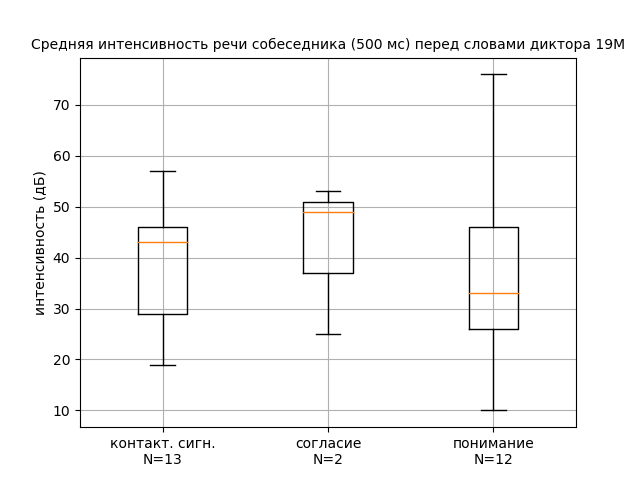 Средняя интенсивность речи собеседника (500 мс) перед словами диктора 19M
интенсивность (дБ)
70
60
50
40
30
20
10
контакт. сигн.
N=13
согласие
N=2
понимание
N=12